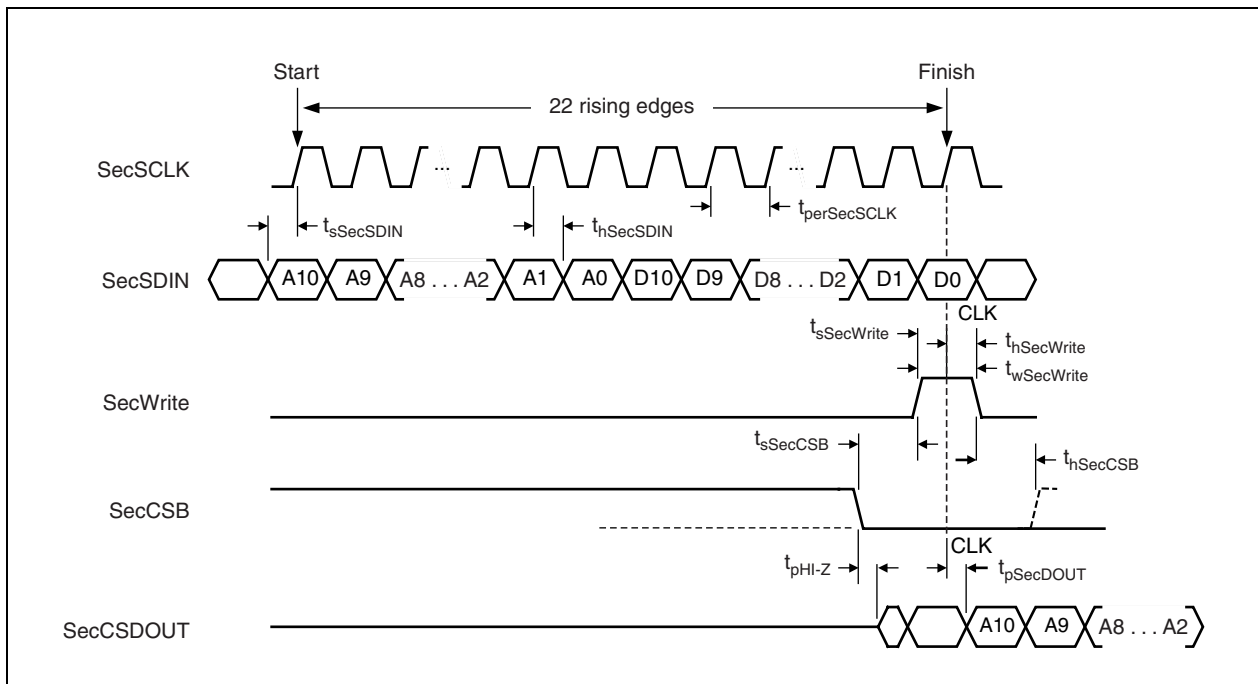 Start
Finish
22 rising edges
SecSCLK
...
...
tsSecSDIN
thSecSDIN
tperSecSCLK
SecSDIN
A10 A9 A8 . . . A2 A1 A0 D10 D9 D8 . . . D2 D1 D0
CLK
tsSecWrite
thSecWrite
twSecWrite
SecWrite
tsSecCSB
thSecCSB
SecCSB
CLK
tpHI-Z
tpSecDOUT
SecCSDOUT
A10 A9 A8 . . . A2